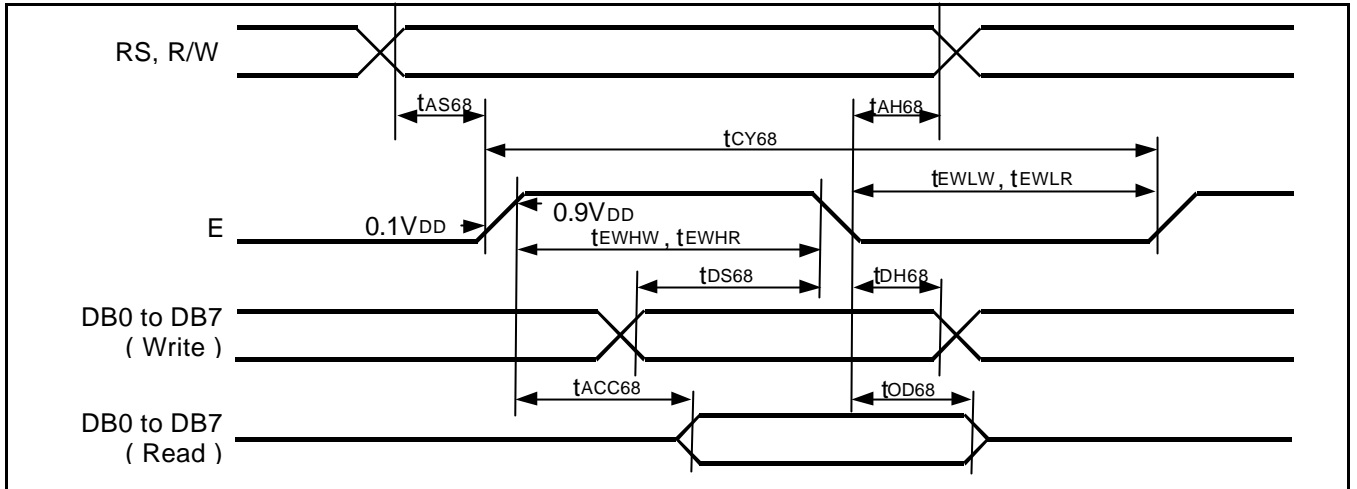 RS, R/W
tAS68
tAH68
tCY68
tEWLW , tEWLR
E
0.1VDD
0.9VDD
tEWHW , tEWHR
tDS68
tDH68
DB0 to DB7
( Write )
tACC68
tOD68
DB0 to DB7
( Read )